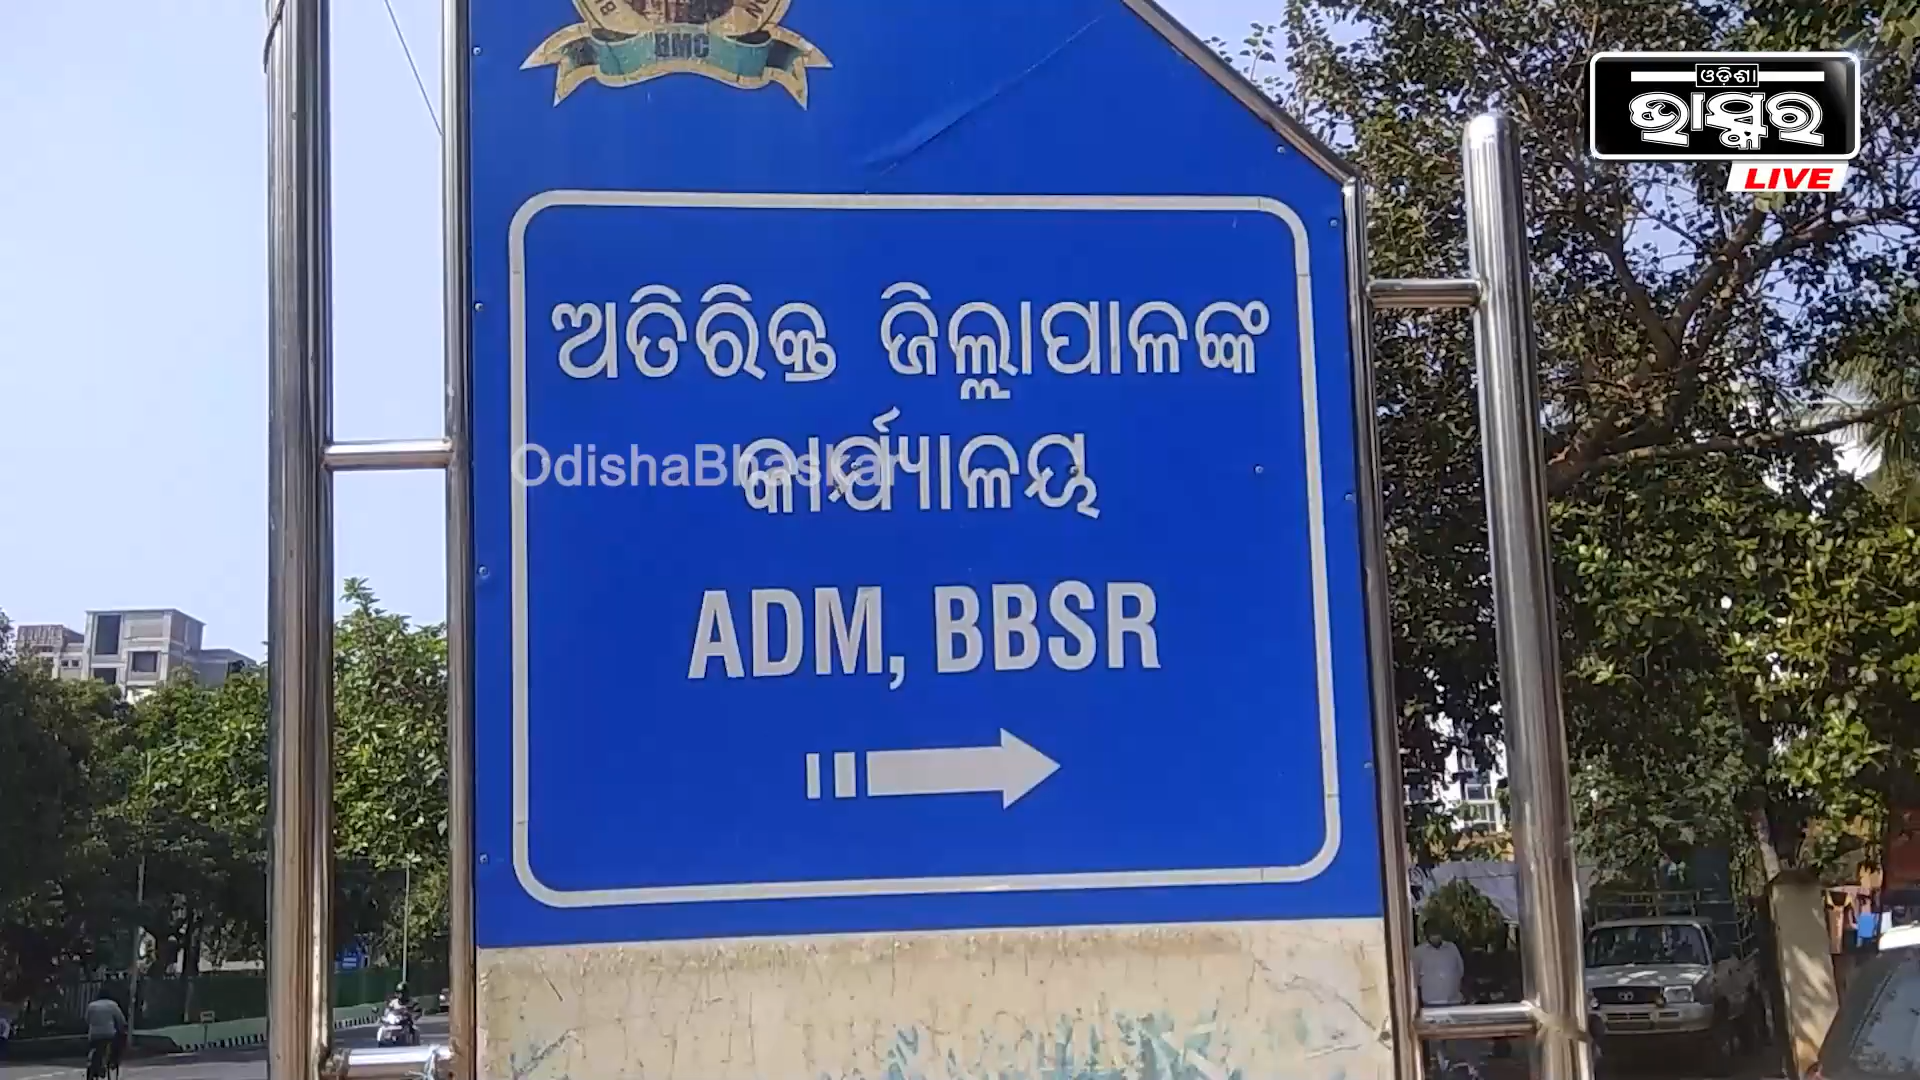 BMC
ଓଡ଼ିଶା
ଭାସ୍କର
LIVE
ଅତିରିକ୍ତ ଜିଲ୍ଲାପାଳଙ୍କ
କାର୍ଯ୍ୟାଳୟ
OdishaBhaskar
ADM, BBSR